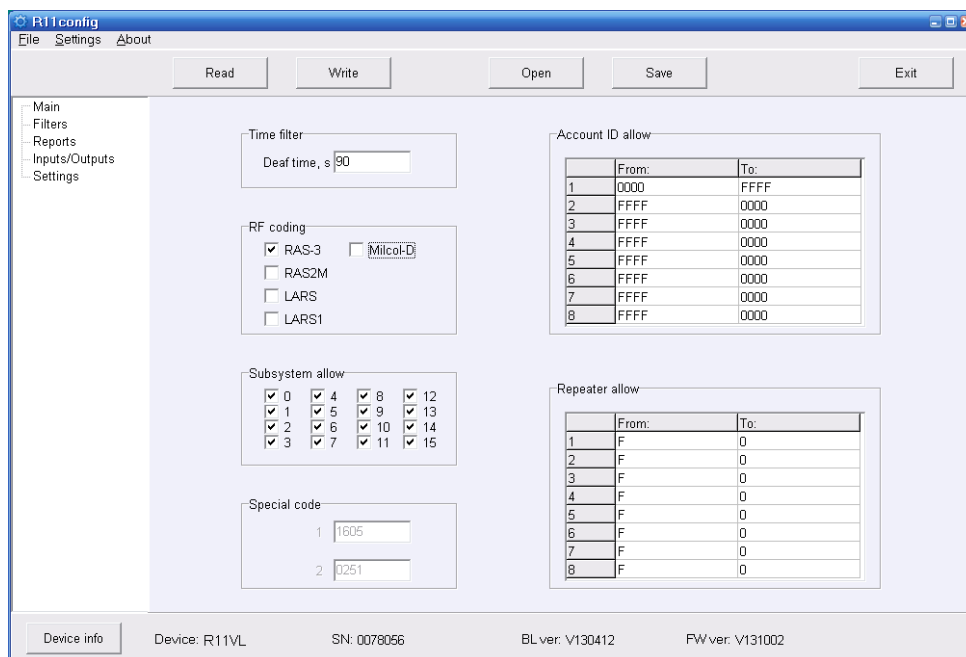 R11config
File Settings About
Read Write Open Save Exit
Main
Filters
Reports
Inputs/Outputs
Settings
Time filter
Deaf time, s 90
RF coding
RAS-3 Milcol-D
RAS2M
LARS
LARS1
Subsystem allow
0 4 8 12
1 5 9 13
2 6 10 14
3 7 11 15
Special code
1 1605
2 0251
Account ID allow
From: To:
1 0000 FFFF
2 FFFF 0000
3 FFFF 0000
4 FFFF 0000
5 FFFF 0000
6 FFFF 0000
7 FFFF 0000
8 FFFF 0000
Repeater allow
From: To:
1 F 0
2 F 0
3 F 0
4 F 0
5 F 0
6 F 0
7 F 0
8 F 0
Device info Device: R11VL SN: 0078056 BL ver: V130412 FW ver: V131002